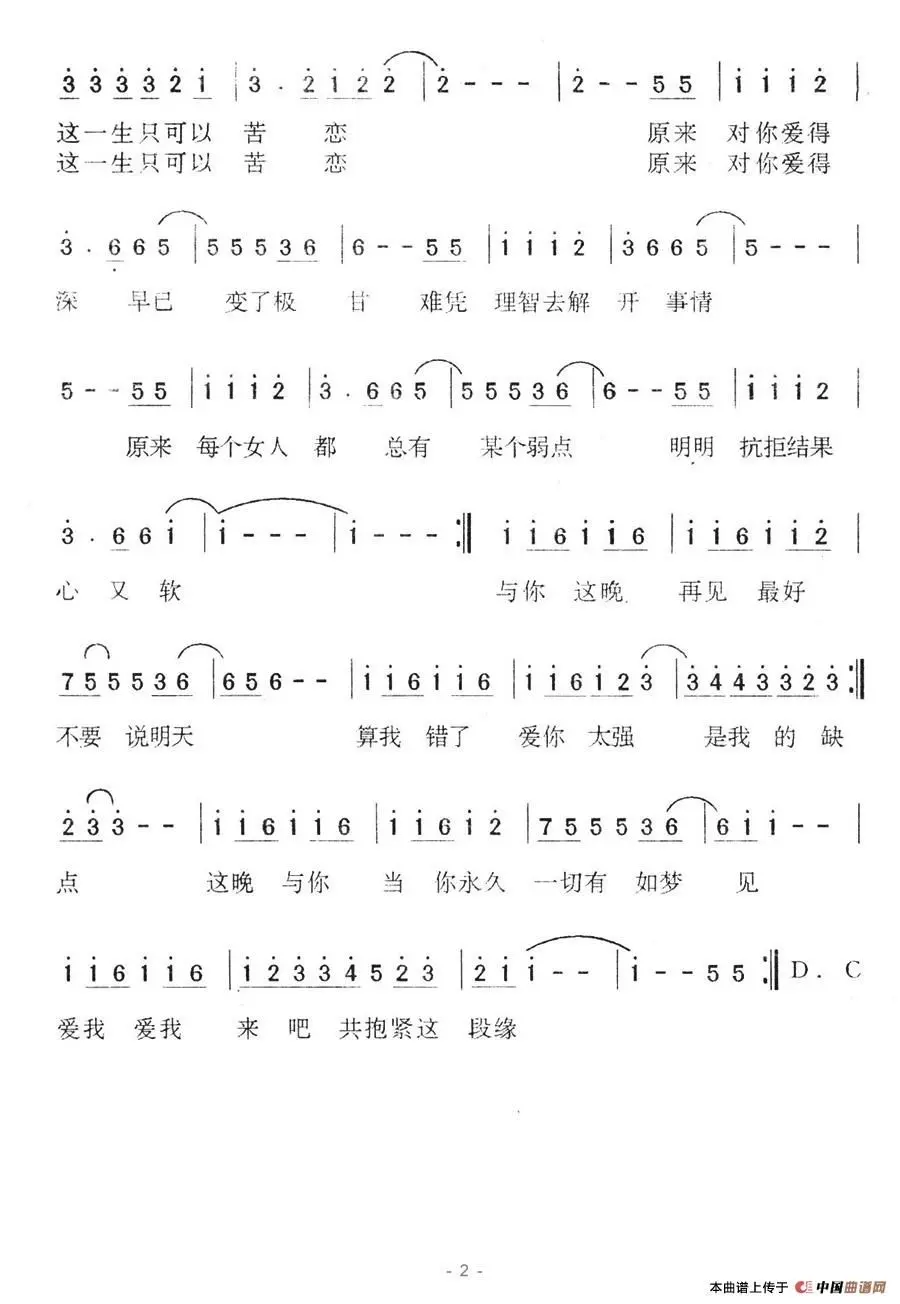 3 3 3 3 2 1 | 3 . 2 1 2 2 | 2 - - - | 2 - - 5 5 | 1 1 1 2 |
这一生只可以 苦 恋 原来 对你爱得
这一生只可以 苦 恋 原来 对你爱得
3 . 6 6 5 | 5 5 5 3 6 | 6 - - 5 5 | 1 1 1 2 | 3 6 6 5 | 5 - - - |
深 早已 变了极 甘 难凭 理智去解 开 事情
5 - - 5 5 | 1 1 1 2 | 3 . 6 6 5 | 5 5 5 3 6 | 6 - - 5 5 | 1 1 1 2 |
原来 每个女人 都 总有 某个弱点 明明 抗拒结果
3 . 6 6 1 | 1 - - - | 1 - - - :|| 1 1 6 1 1 6 | 1 1 6 1 1 2 |
心 又 软 与你 这晚 再见 最好
7 5 5 5 3 6 | 6 5 6 - - | 1 1 6 1 1 6 | 1 1 6 1 2 3 | 3 4 4 3 3 2 3 :||
不要 说明天 算我 错了 爱你 太强 是我 的 缺
2 3 3 - - | 1 1 6 1 1 6 | 1 1 6 1 2 | 7 5 5 5 3 6 | 6 1 1 - - |
点 这晚 与你 当 你永久 一切有 如梦 见
1 1 6 1 1 6 | 1 2 3 3 4 5 2 3 | 2 1 1 - - | 1 - - 5 5 :|| D . C
爱我 爱我 来 吧 共抱紧这 段缘
- 2 -
本曲谱上传于 中国曲谱网